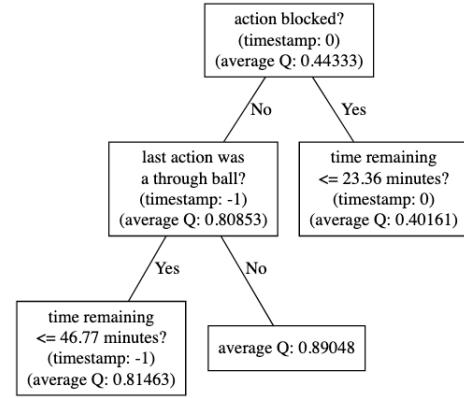 action blocked?
(timestamp: 0)
(average Q: 0.44333)
No
Yes
last action was
a through ball?
(timestamp: -1)
(average Q: 0.80853)
time remaining
<= 23.36 minutes?
(timestamp: 0)
(average Q: 0.40161)
Yes
No
time remaining
<= 46.77 minutes?
(timestamp: -1)
(average Q: 0.81463)
average Q: 0.89048